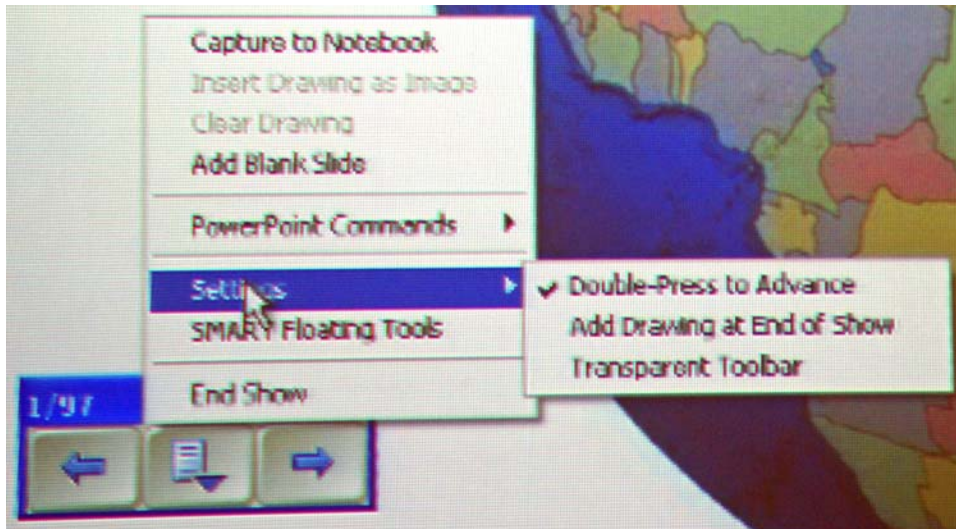 Capture to Notebook
Insert Drawing as Image
Clear Drawing
Add Blank Slide
PowerPoint Commands
Settings
SMART Floating Tools
End Show
Double-Press to Advance
Add Drawing at End of Show
Transparent Toolbar
1/97